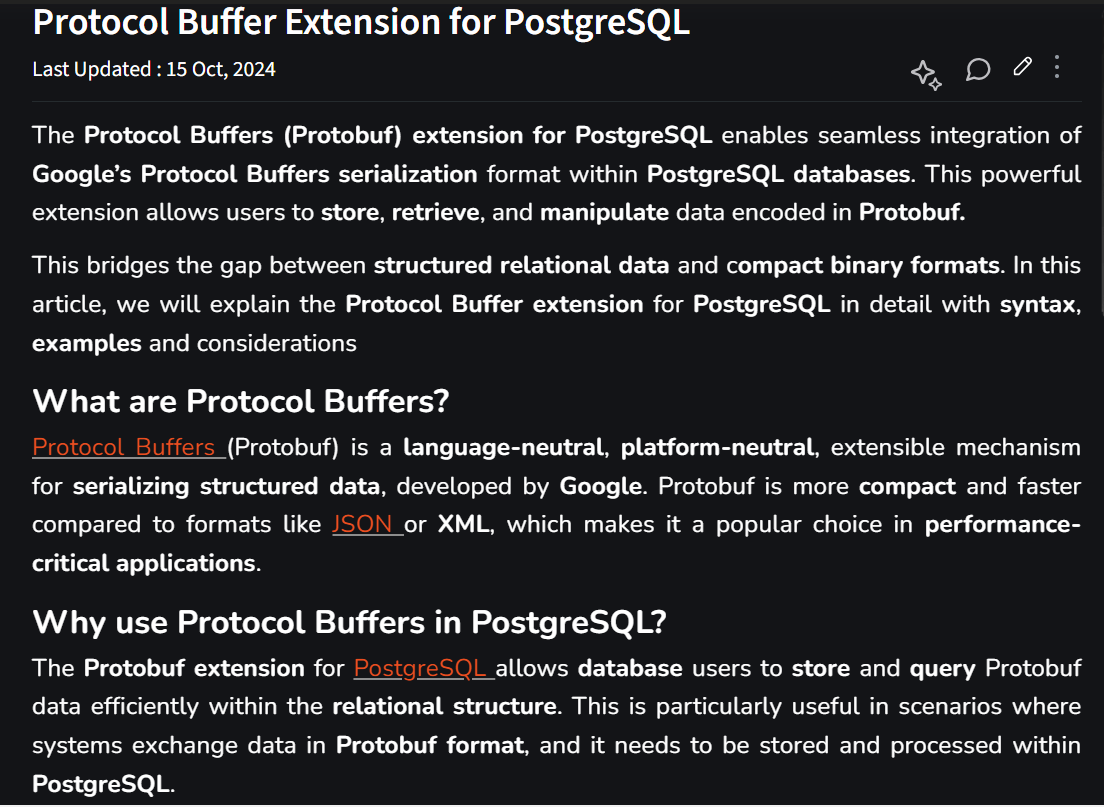 Protocol Buffer Extension for PostgreSQL
Last Updated : 15 Oct, 2024
The Protocol Buffers (Protobuf) extension for PostgreSQL enables seamless integration of
Google’s Protocol Buffers serialization format within PostgreSQL databases. This powerful
extension allows users to store, retrieve, and manipulate data encoded in Protobuf.
This bridges the gap between structured relational data and compact binary formats. In this
article, we will explain the Protocol Buffer extension for PostgreSQL in detail with syntax,
examples and considerations
What are Protocol Buffers?
Protocol Buffers (Protobuf) is a language-neutral, platform-neutral, extensible mechanism
for serializing structured data, developed by Google. Protobuf is more compact and faster
compared to formats like JSON or XML, which makes it a popular choice in performance-
critical applications.
Why use Protocol Buffers in PostgreSQL?
The Protobuf extension for PostgreSQL allows database users to store and query Protobuf
data efficiently within the relational structure. This is particularly useful in scenarios where
systems exchange data in Protobuf format, and it needs to be stored and processed within
PostgreSQL.